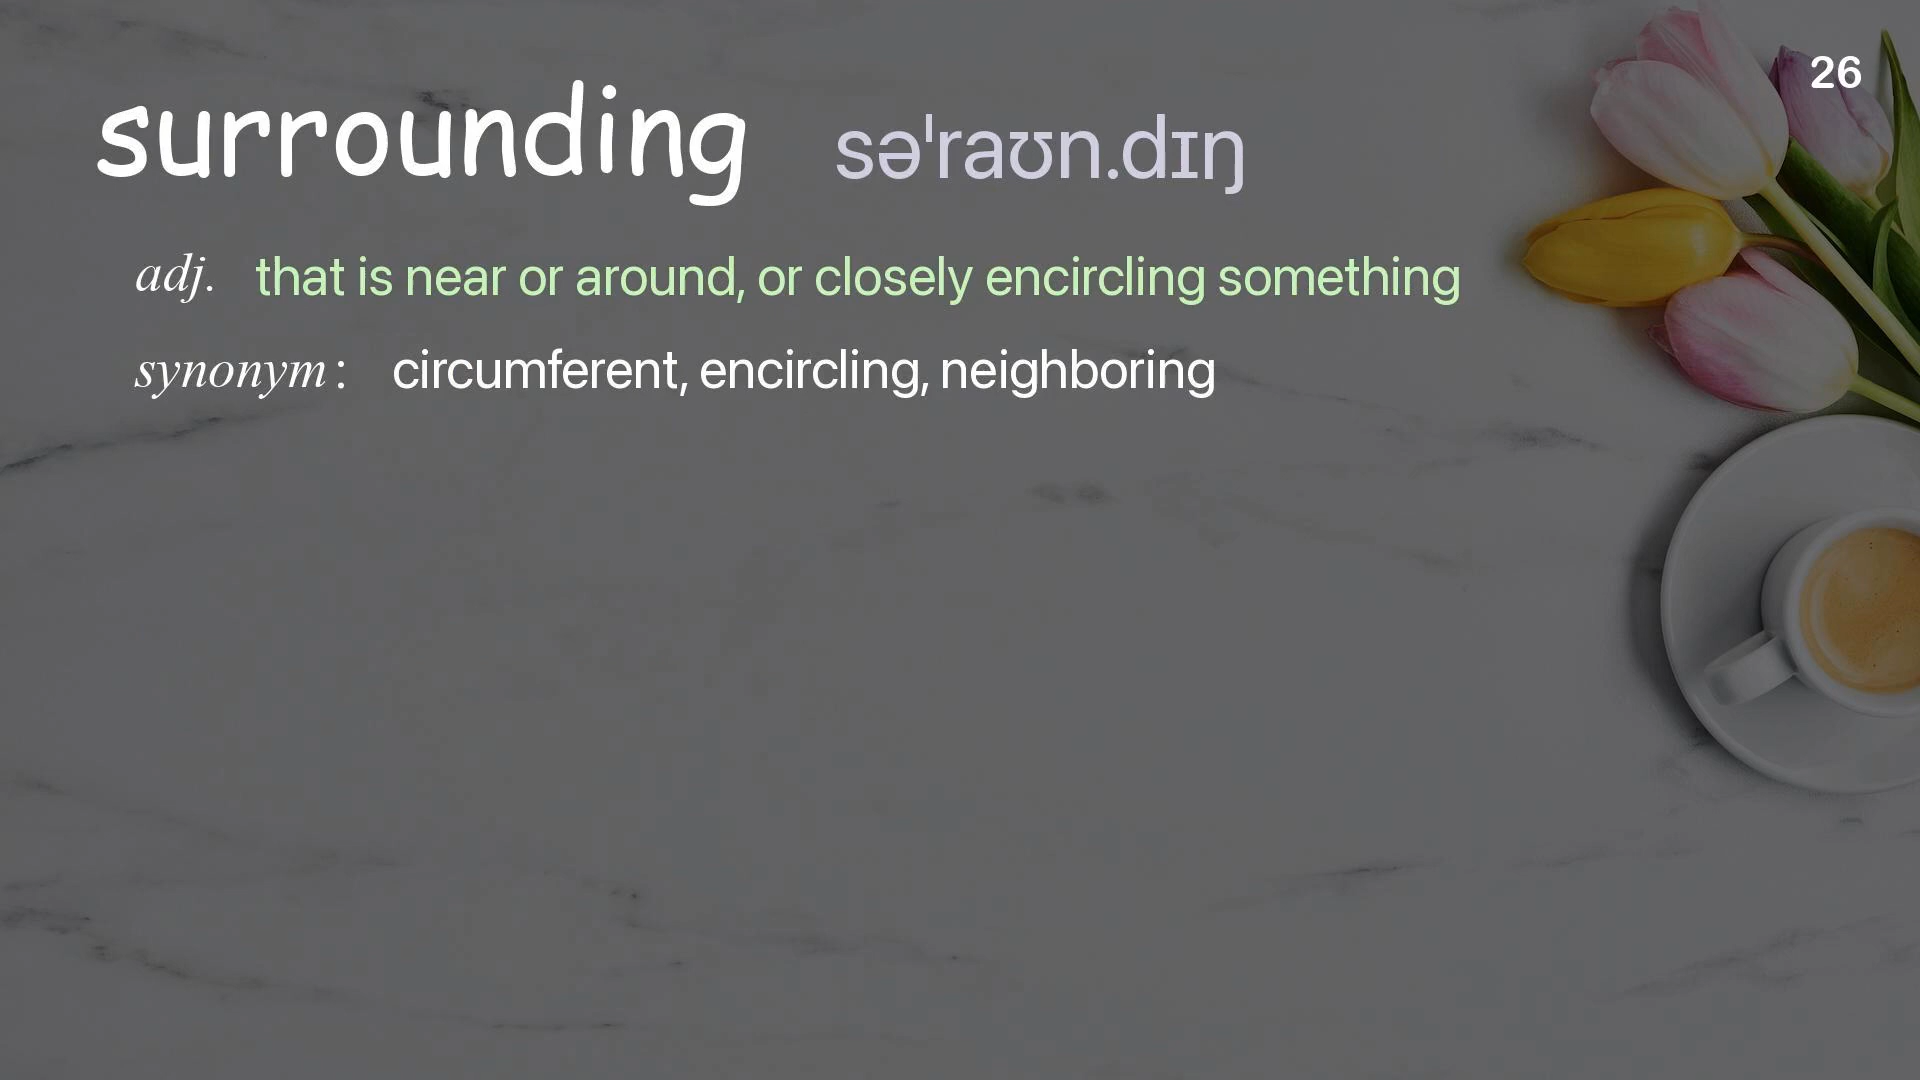 26
surrounding səˈraʊn.dɪŋ
adj. that is near or around, or closely encircling something
synonym : circumferent, encircling, neighboring